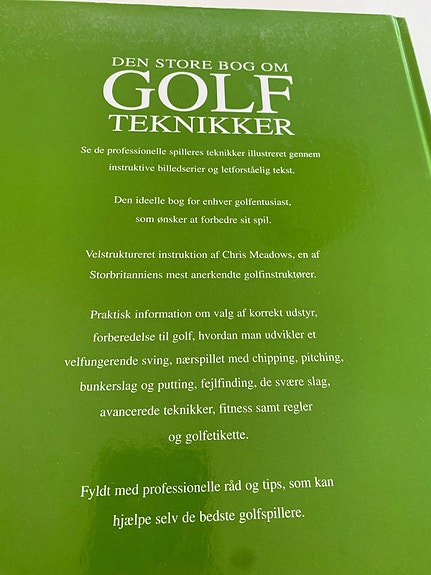 DEN STORE BOG OM
GOLF
TEKNIKKER
Se de professionelle spilleres teknikker illustreret gennem
instruktive billedserier og letforståelig tekst.
Den ideelle bog for enhver golfentusiast,
som ønsker at forbedre sit spil.
Velstruktureret instruktion af Chris Meadows, en af
Storbritanniens mest anerkendte golfinstruktører.
Praktisk information om valg af korrekt udstyr,
forberedelse til golf, hvordan man udvikler et
velfungerende sving, nærspillet med chipping, pitching,
bunkerslag og putting, fejlfinding, de svære slag,
avancerede teknikker, fitness samt regler
og golfetikette.
Fyldt med professionelle råd og tips, som kan
hjælpe selv de bedste golfspillere.